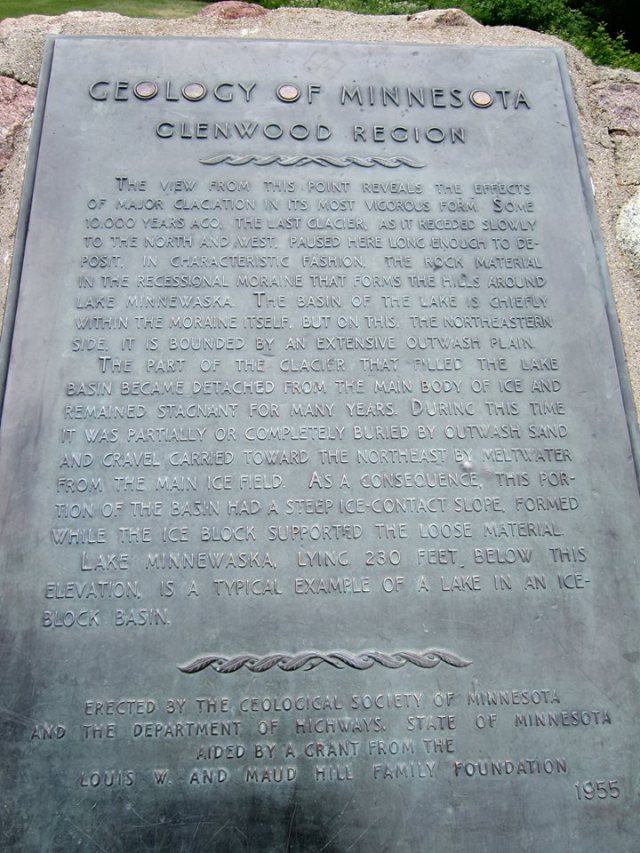 GEOLOGY OF MINNESOTA
GLENWOOD REGION
THE VIEW FROM THIS POINT REVEALS THE EFFECTS
OF MAJOR GLACIATION IN ITS MOST VIGOROUS FORM. SOME
10,000 YEARS AGO, THE LAST GLACIER, AS IT RECEDED SLOWLY
TO THE NORTH AND WEST, PAUSED HERE LONG ENOUGH TO DE-
POSIT, IN CHARACTERISTIC FASHION, THE ROCK MATERIAL
IN THE RECESSIONAL MORAINE THAT FORMS THE HILLS AROUND
LAKE MINNEWASKA. THE BASIN OF THE LAKE IS CHIEFLY
WITHIN THE MORAINE ITSELF, BUT ON THIS, THE NORTHEASTERN
SIDE, IT IS BOUNDED BY AN EXTENSIVE OUTWASH PLAIN.
THE PART OF THE GLACIER THAT FILLED THE LAKE
BASIN BECAME DETACHED FROM THE MAIN BODY OF ICE AND
REMAINED STAGNANT FOR MANY YEARS. DURING THIS TIME
IT WAS PARTIALLY OR COMPLETELY BURIED BY OUTWASH SAND
AND GRAVEL CARRIED TOWARD THE NORTHEAST BY MELTWATER
FROM THE MAIN ICE FIELD. AS A CONSEQUENCE, THIS POR-
TION OF THE BASIN HAD A STEEP ICE-CONTACT SLOPE, FORMED
WHILE THE ICE BLOCK SUPPORTED THE LOOSE MATERIAL.
LAKE MINNEWASKA, LYING 230 FEET BELOW THIS
ELEVATION, IS A TYPICAL EXAMPLE OF A LAKE IN AN ICE-
BLOCK BASIN.
ERECTED BY THE GEOLOGICAL SOCIETY OF MINNESOTA
AND THE DEPARTMENT OF HIGHWAYS, STATE OF MINNESOTA
AIDED BY A GRANT FROM THE
LOUIS W. AND MAUD HILL FAMILY FOUNDATION
1955